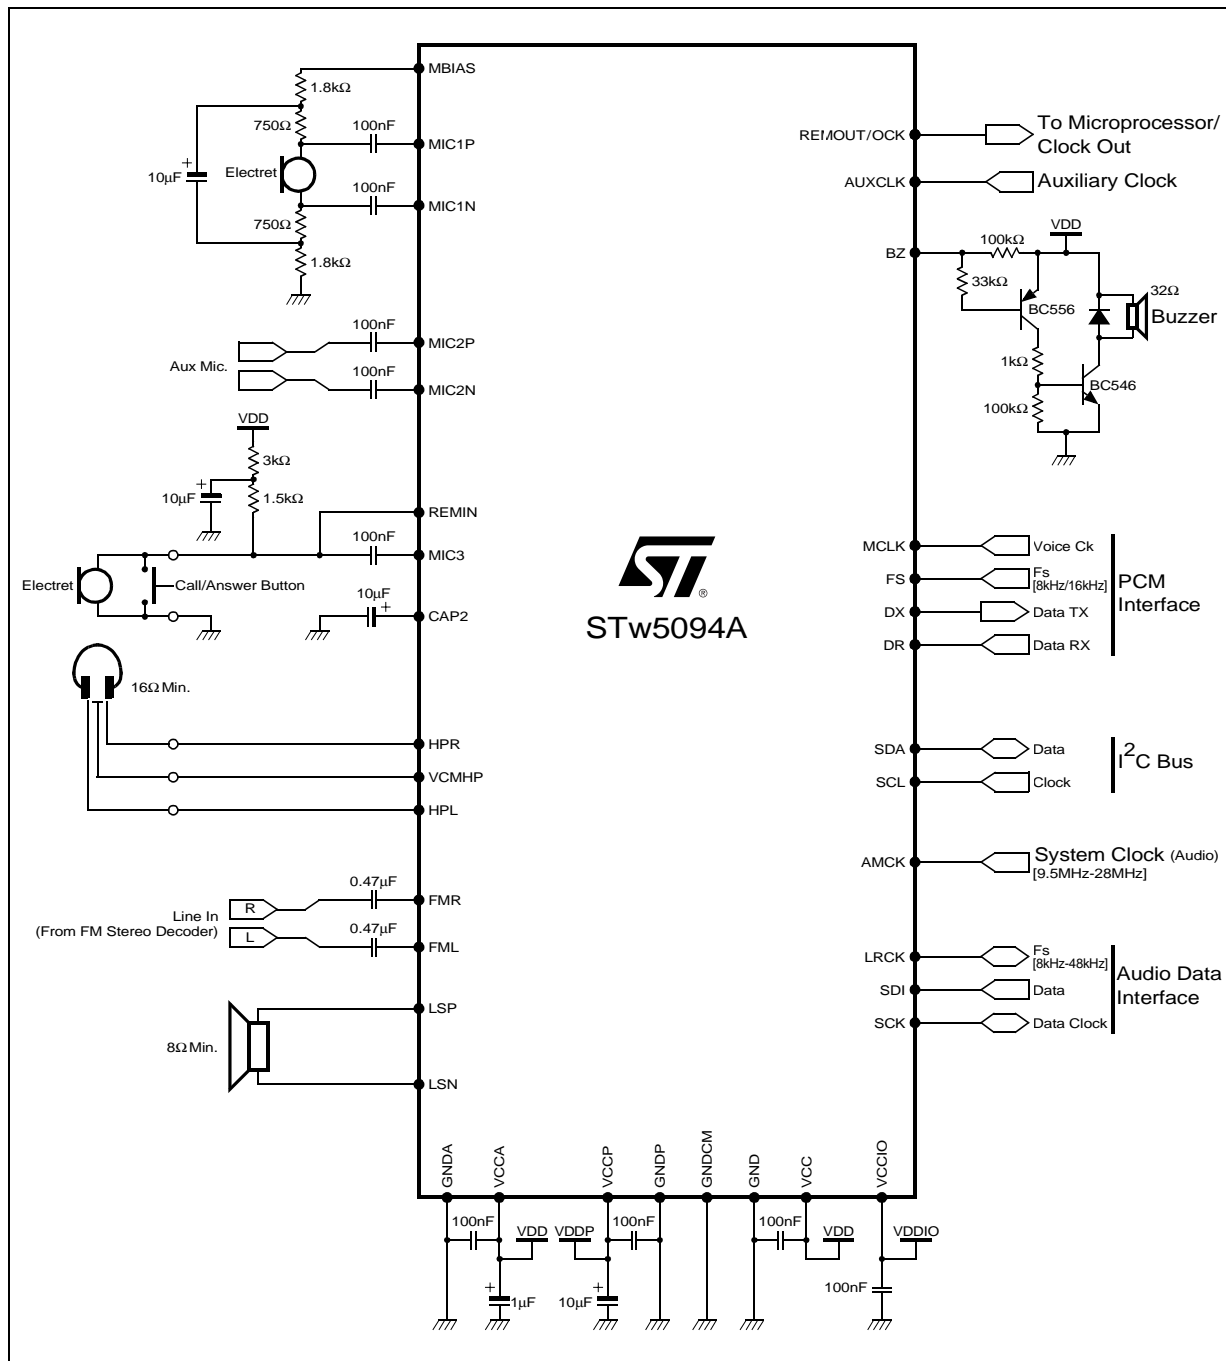 MBIAS
1.8kΩ
750Ω
100nF
MIC1P
+
10µF
Electret
100nF
MIC1N
750Ω
1.8kΩ
100nF
MIC2P
Aux Mic.
100nF
MIC2N
VDD
3kΩ
+
10µF
1.5kΩ
REMIN
100nF
MIC3
Electret
Call/Answer Button
10µF
+
CAP2
16Ω Min.
HPR
VCMHP
HPL
0.47µF
R
FMR
Line In
(From FM Stereo Decoder)
0.47µF
L
FML
LSP
8Ω Min.
LSN
ST®
STw5094A
REMOUT/OCK
To Microprocessor/
Clock Out
AUXCLK
Auxiliary Clock
BZ
100kΩ
VDD
33kΩ
BC556
32Ω
Buzzer
1kΩ
BC546
100kΩ
MCLK
Voice Ck
FS
Fs
[8kHz/16kHz]
DX
Data TX
DR
Data RX
PCM
Interface
SDA
Data
SCL
Clock
I2C Bus
AMCK
System Clock (Audio)
[9.5MHz-28MHz]
LRCK
Fs
[8kHz-48kHz]
SDI
Data
SCK
Data Clock
Audio Data
Interface
GNDA
VCCA
VCCP
GNDP
GNDCM
GND
VCC
VCCIO
100nF
VDD
VDDP
100nF
100nF
VDD
VDDIO
+
1µF
+
10µF
100nF